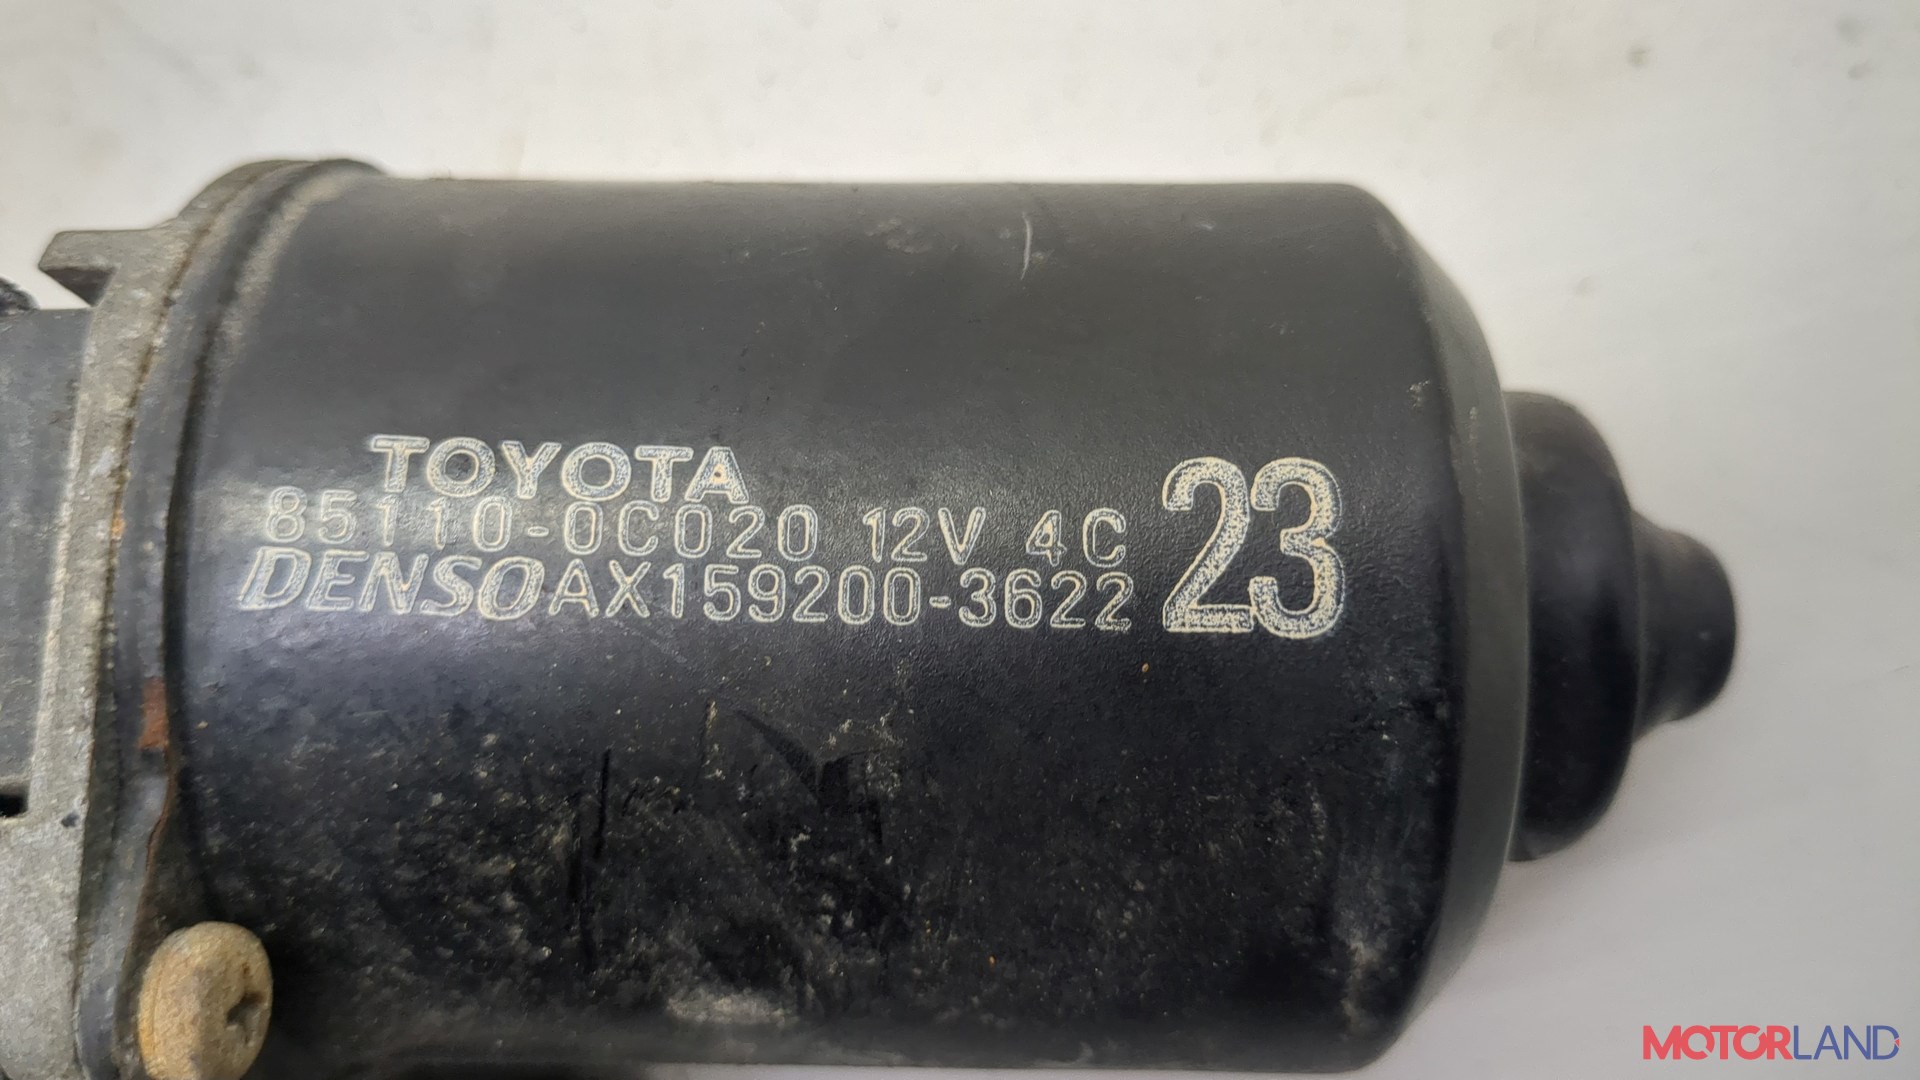 TOYOTA
85110-0C020 12V 4C
DENSO AX159200-3622
23
MOTORLAND